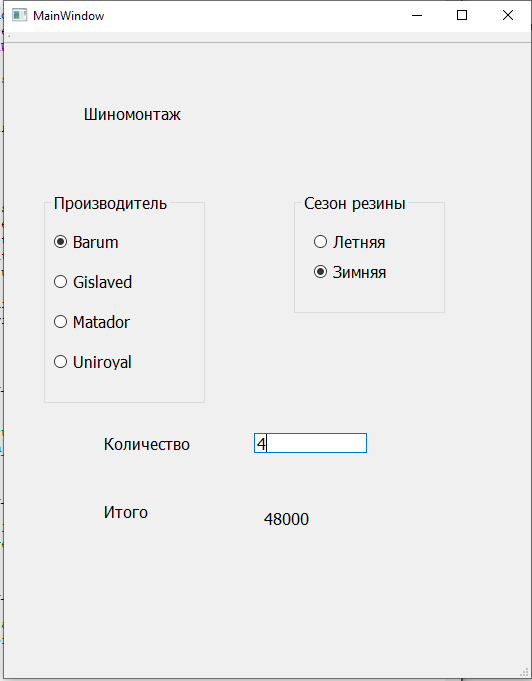 MainWindow
Шиномонтаж
Производитель
Barum
Gislaved
Matador
Uniroyal
Сезон резины
Летняя
Зимняя
Количество
4
Итого
48000